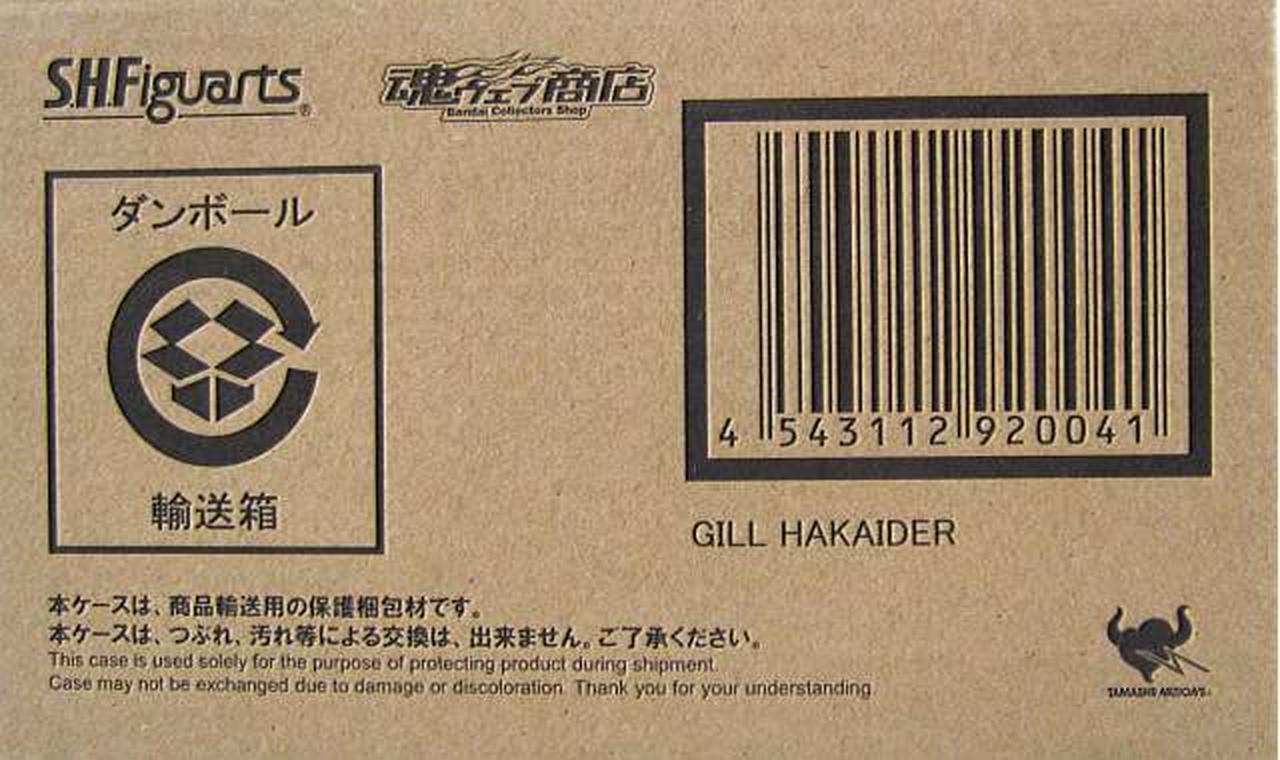 S.H.Figuarts®
魂ウェブ商店
Bandai Collectors Shop
ダンボール
輸送箱
4 543112 920041
GILL HAKAIDER
本ケースは、商品輸送用の保護梱包材です。
本ケースは、つぶれ、汚れ等による交換は、出来ません。ご了承ください。
This case is used solely for the purpose of protecting product during shipment.
Case may not be exchanged due to damage or discoloration. Thank you for your understanding.
TAMASHII NATIONS